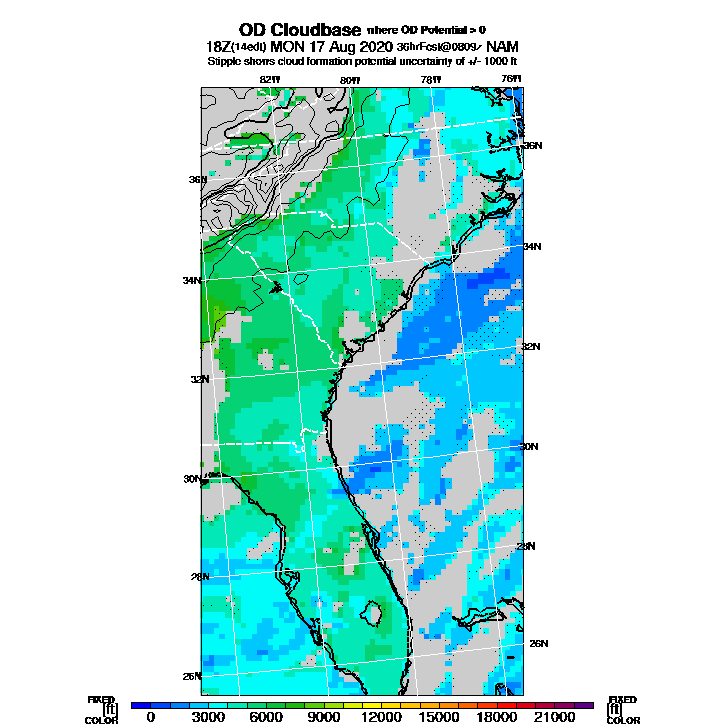 OD Cloudbase where OD Potential > 0
18Z(14edt) MON 17 Aug 2020 36hrFcst@0809z NAM
Stipple shows cloud formation potential uncertainty of +/- 1000 ft
82W 80W 78W 76W
36N
36N
34N
34N
32N
32N
30N
30N
28N
28N
26N
26N
FIXED FIXED
[ft] [ft]
COLOR 0 3000 6000 9000 12000 15000 18000 21000 COLOR